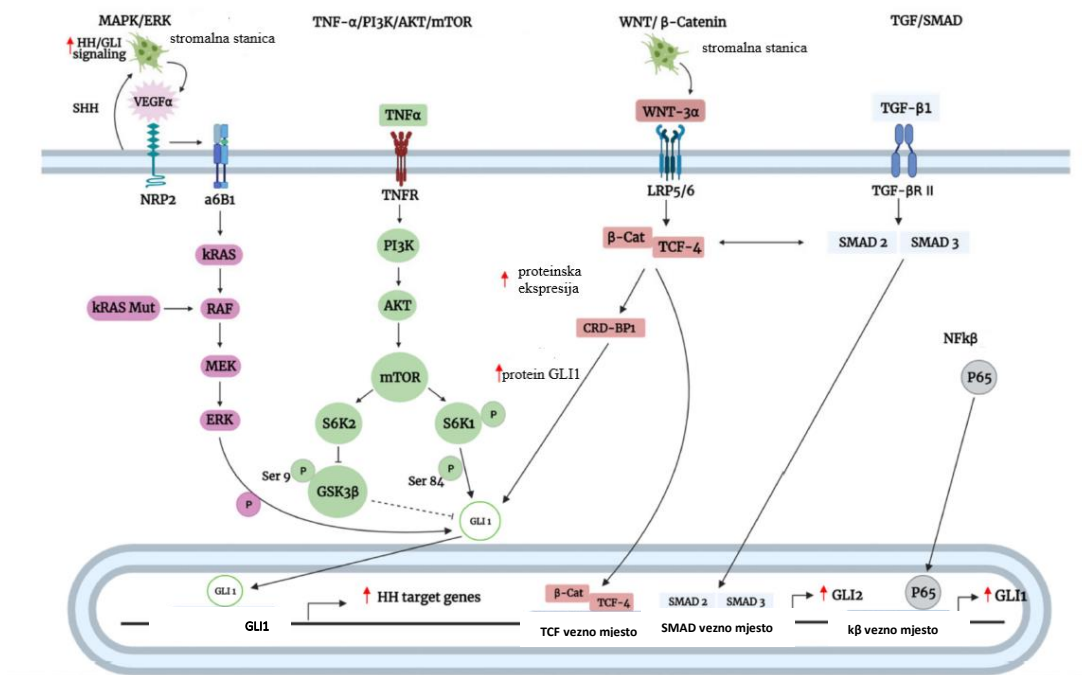 MAPK/ERK
TNF-α/PI3K/AKT/mTOR
WNT/ β-Catenin
TGF/SMAD
HH/GLI
signaling
stromalna stanica
stromalna stanica
SHH
VEGFα
TNFα
WNT-3α
TGF-β1
NRP2
a6B1
TNFR
LRP5/6
TGF-βR II
kRAS
PI3K
β-Cat
TCF-4
SMAD 2
SMAD 3
proteinska
ekspresija
kRAS Mut
RAF
AKT
CRD-BP1
NFkβ
MEK
mTOR
protein GLI1
P65
ERK
S6K2
S6K1
P
Ser 9
P
GSK3β
Ser 84
P
P
GLI 1
GLI 1
HH target genes
β-Cat
TCF-4
SMAD 2
SMAD 3
GLI2
P65
GLI1
GLI1
TCF vezno mjesto
SMAD vezno mjesto
kβ vezno mjesto